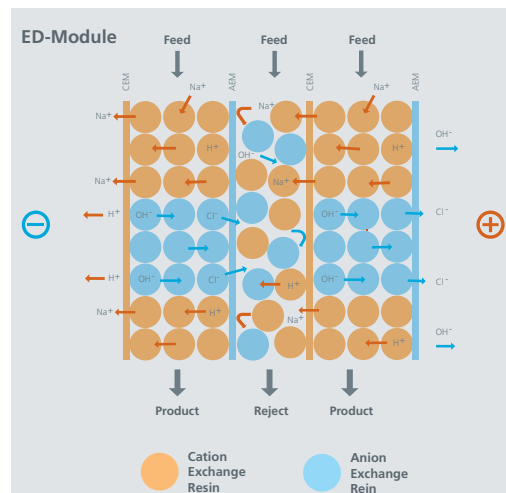 ED-Module
Feed Feed Feed
CEM AEM CEM AEM
Na⁺ Na⁺ Na⁺ Na⁺
OH⁻
H⁺ H⁺
OH⁻
Na⁺ Na⁺
H⁺ OH⁻ Cl⁻ OH⁻ Cl⁻
H⁺ OH⁻ Cl⁻ H⁺ OH⁻ Cl⁻
Na⁺ H⁺ Na⁺
OH⁻
H⁺
Product Reject Product
Cation
Exchange
Resin
Anion
Exchange
Rein